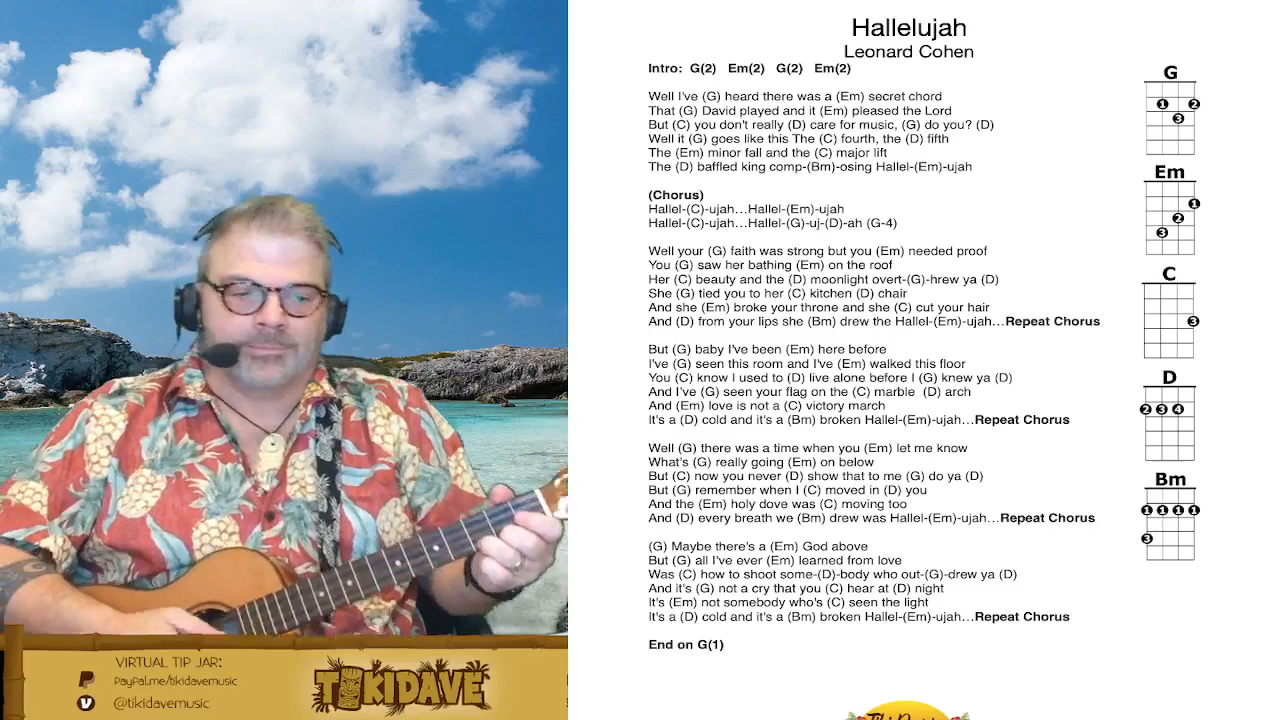 Hallelujah
Leonard Cohen
Intro: G(2) Em(2) G(2) Em(2)
Well I've (G) heard there was a (Em) secret chord
That (G) David played and it (Em) pleased the Lord
But (C) you don't really (D) care for music, (G) do you? (D)
Well it (G) goes like this The (C) fourth, the (D) fifth
The (Em) minor fall and the (C) major lift
The (D) baffled king comp-(Bm)-osing Hallel-(Em)-ujah
(Chorus)
Hallel-(C)-ujah…Hallel-(Em)-ujah
Hallel-(C)-ujah…Hallel-(G)-uj-(D)-ah (G-4)
Well your (G) faith was strong but you (Em) needed proof
You (G) saw her bathing (Em) on the roof
Her (C) beauty and the (D) moonlight overt-(G)-hrew ya (D)
She (G) tied you to her (C) kitchen (D) chair
And she (Em) broke your throne and she (C) cut your hair
And (D) from your lips she (Bm) drew the Hallel-(Em)-ujah…Repeat Chorus
But (G) baby I've been (Em) here before
I've (G) seen this room and I've (Em) walked this floor
You (C) know I used to (D) live alone before I (G) knew ya (D)
And I've (G) seen your flag on the (C) marble (D) arch
And (Em) love is not a (C) victory march
It's a (D) cold and it's a (Bm) broken Hallel-(Em)-ujah…Repeat Chorus
Well (G) there was a time when you (Em) let me know
What's (G) really going (Em) on below
But (C) now you never (D) show that to me (G) do ya (D)
But (G) remember when I (C) moved in (D) you
And the (Em) holy dove was (C) moving too
And (D) every breath we (Bm) drew was Hallel-(Em)-ujah…Repeat Chorus
(G) Maybe there's a (Em) God above
But (G) all I've ever (Em) learned from love
Was (C) how to shoot some-(D)-body who out-(G)-drew ya (D)
And it's (G) not a cry that you (C) hear at (D) night
It's (Em) not somebody who's (C) seen the light
It's a (D) cold and it's a (Bm) broken Hallel-(Em)-ujah…Repeat Chorus
End on G(1)
G
1 2
3
Em
1
2
3
C
3
D
2 3 4
Bm
1 1 1 1
3
VIRTUAL TIP JAR:
PayPal.me/tikidavemusic
@tikidavemusic
TIKIDAVE